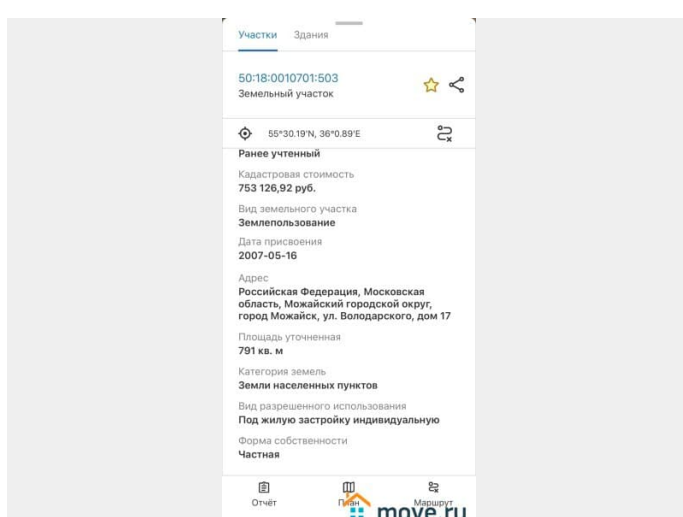 Участки Здания
50:18:0010701:503
Земельный участок
55°30.19'N, 36°0.89'E
Ранее учтенный
Кадастровая стоимость
753 126,92 руб.
Вид земельного участка
Землепользование
Дата присвоения
2007-05-16
Адрес
Российская Федерация, Московская
область, Можайский городской округ,
город Можайск, ул. Володарского, дом 17
Площадь уточненная
791 кв. м
Категория земель
Земли населенных пунктов
Вид разрешенного использования
Под жилую застройку индивидуальную
Форма собственности
Частная
Отчёт План Маршрут
move.ru